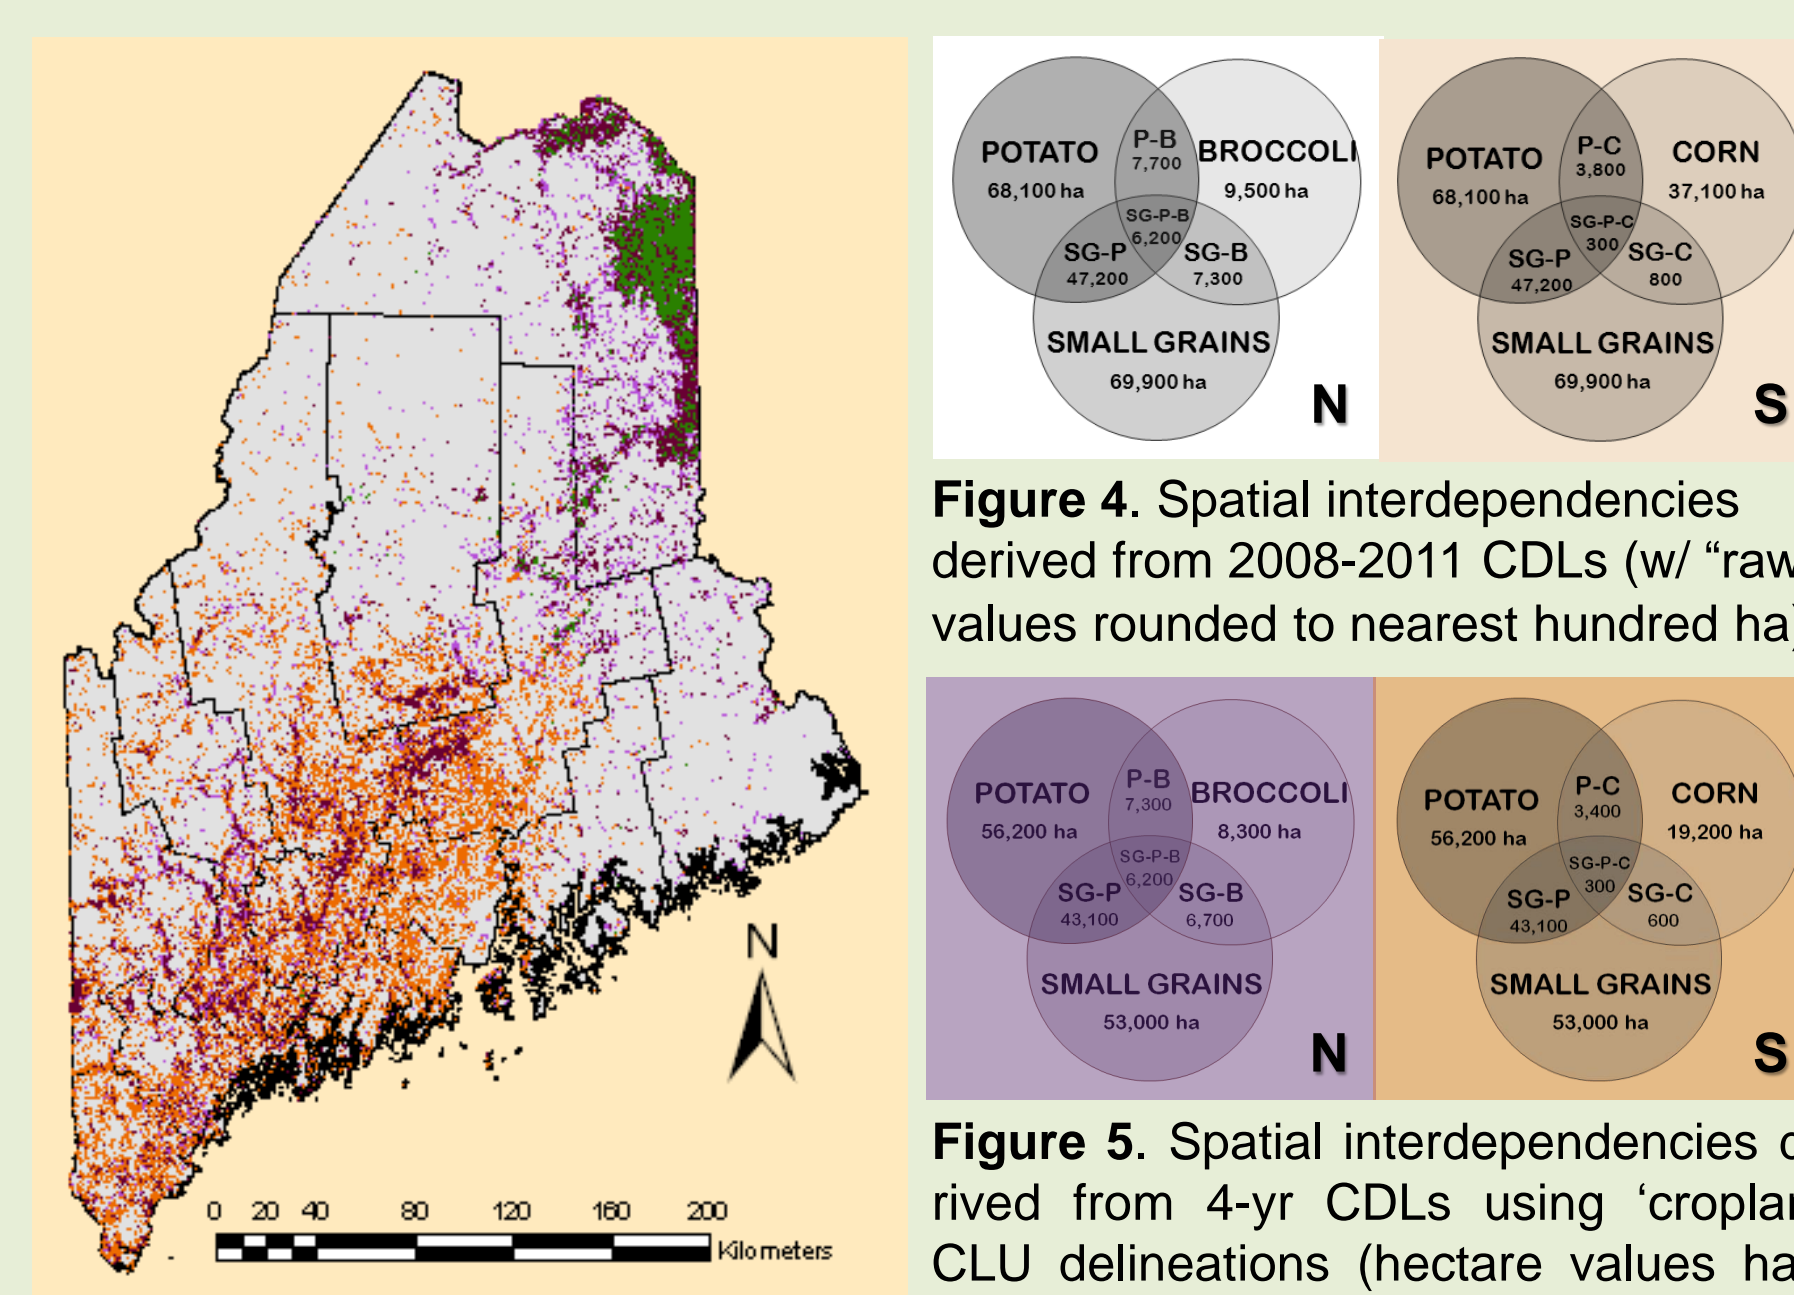 N
0 20 40 80 120 160 200
Kilometers
POTATO
68,100 ha
P-B
7,700
BROCCOLI
9,500 ha
SG-P-B
6,200
SG-P
47,200
SG-B
7,300
SMALL GRAINS
69,900 ha
N
POTATO
68,100 ha
P-C
3,800
CORN
37,100 ha
SG-P-C
300
SG-P
47,200
SG-C
800
SMALL GRAINS
69,900 ha
S
Figure 4. Spatial interdependencies
derived from 2008-2011 CDLs (w/ “raw
values rounded to nearest hundred ha)
POTATO
56,200 ha
P-B
7,300
BROCCOLI
8,300 ha
SG-P-B
6,200
SG-P
43,100
SG-B
6,700
SMALL GRAINS
53,000 ha
N
POTATO
56,200 ha
P-C
3,400
CORN
19,200 ha
SG-P-C
300
SG-P
43,100
SG-C
600
SMALL GRAINS
53,000 ha
S
Figure 5. Spatial interdependencies
rived from 4-yr CDLs using
CLU delineations (hectare values